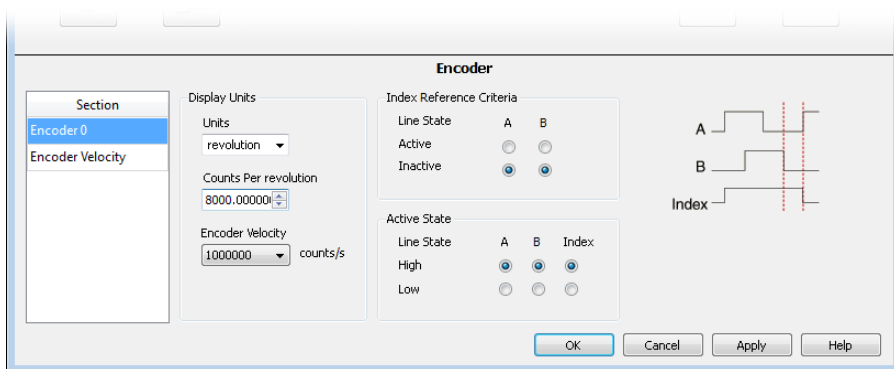 Encoder
Section
Encoder 0
Encoder Velocity
Display Units
Units
revolution
Counts Per revolution
8000.00000
Encoder Velocity
1000000 counts/s
Index Reference Criteria
Line State A B
Active
Inactive
Active State
Line State A B Index
High
Low
A
B
Index
OK Cancel Apply Help